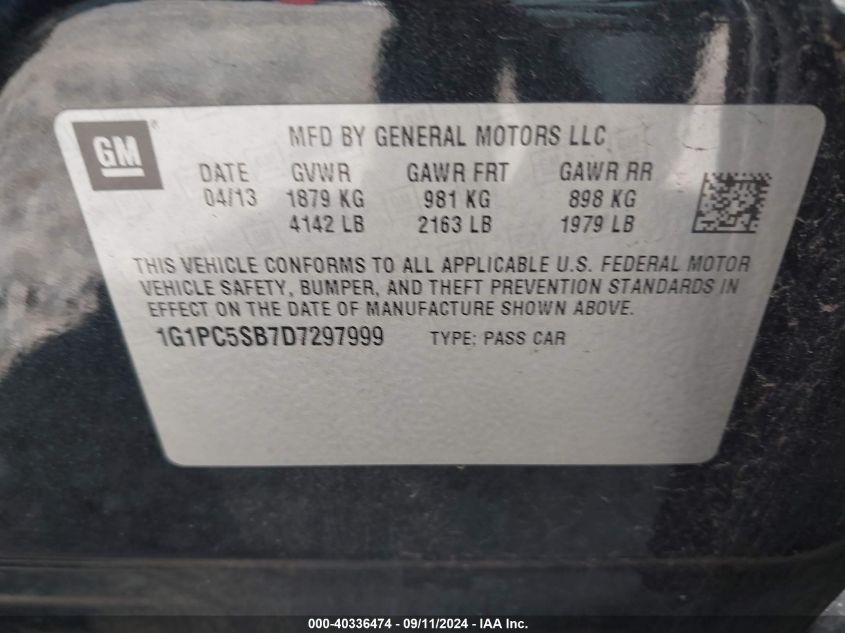 GM®
MFD BY GENERAL MOTORS LLC
DATE GVWR GAWR FRT GAWR RR
04/13 1879 KG 981 KG 898 KG
4142 LB 2163 LB 1979 LB
THIS VEHICLE CONFORMS TO ALL APPLICABLE U.S. FEDERAL MOTOR
VEHICLE SAFETY, BUMPER, AND THEFT PREVENTION STANDARDS IN
EFFECT ON THE DATE OF MANUFACTURE SHOWN ABOVE.
1G1PC5SB7D7297999 TYPE: PASS CAR
000-40336474 - 09/11/2024 - IAA Inc.